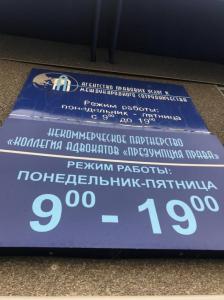 АГЕНТСТВО ПРАВОВЫХ УСЛУГ И
МЕЖДУНАРОДНОГО СОТРУДНИЧЕСТВА
Режим работы:
понедельник - пятница
с 9⁰⁰ до 19⁰⁰
НЕКОММЕРЧЕСКОЕ ПАРТНЕРСТВО
«КОЛЛЕГИЯ АДВОКАТОВ «ПРЕЗУМПЦИЯ ПРАВА»
РЕЖИМ РАБОТЫ:
ПОНЕДЕЛЬНИК-ПЯТНИЦА
9⁰⁰ - 19⁰⁰